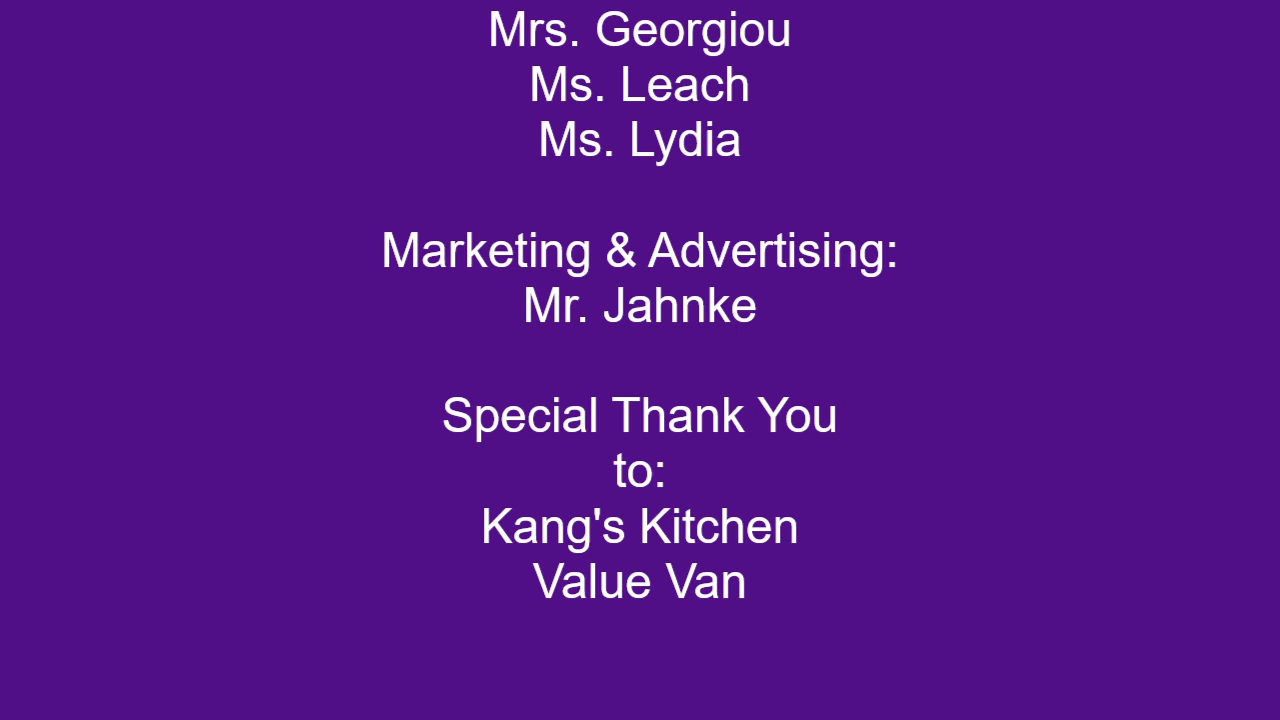 Mrs. Georgiou
Ms. Leach
Ms. Lydia
Marketing & Advertising:
Mr. Jahnke
Special Thank You
to:
Kang's Kitchen
Value Van